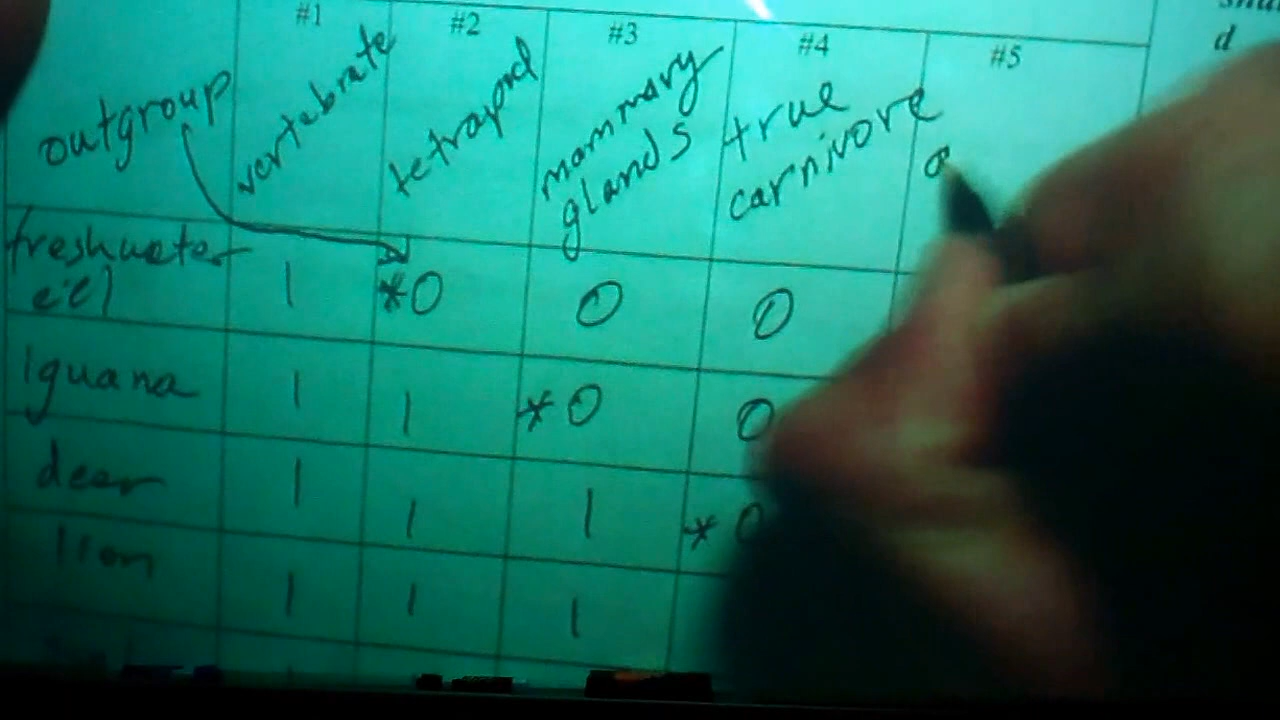 #1 #2 #3 #4 #5
outgroup
vertebrate
tetrapod
mammary
glands
true
carnivore
freshwater
eel 1 *0 0 0
Iguana 1 1 *0 0
deer 1 1 1 *0
lion 1 1 1
d